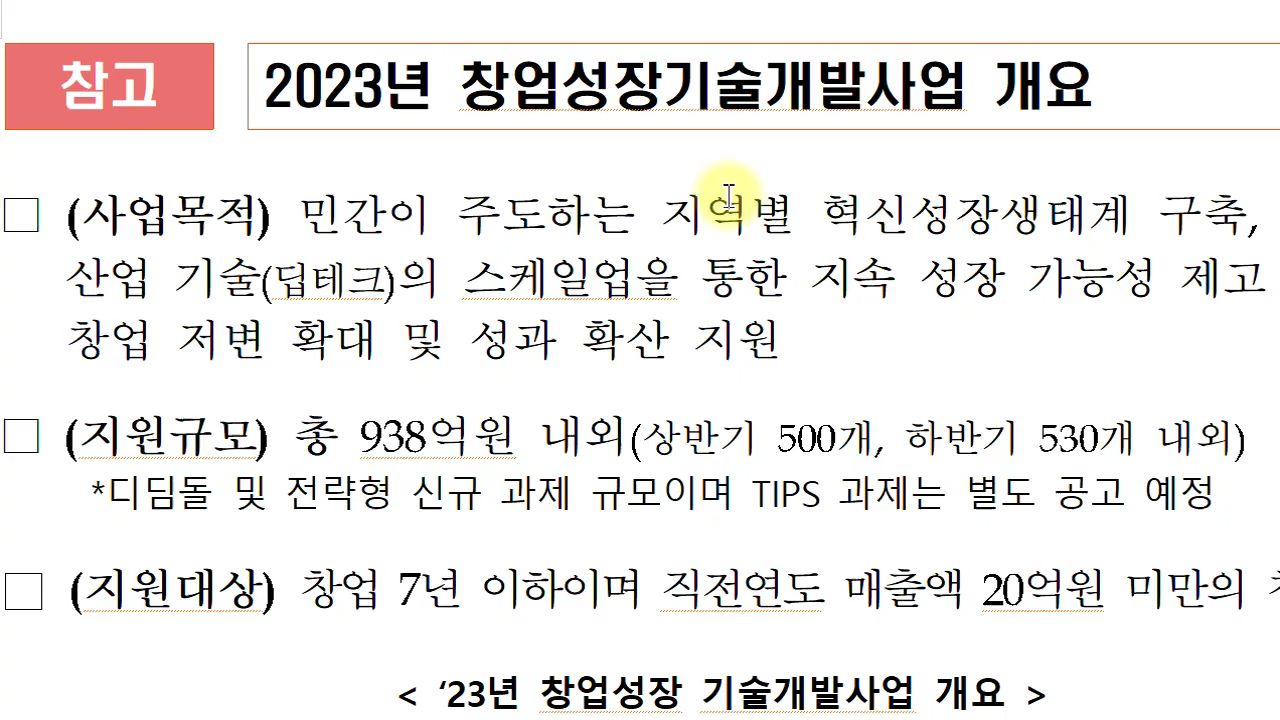 참고
2023년 창업성장기술개발사업 개요
□ (사업목적) 민간이 주도하는 지역별 혁신성장생태계 구축,
산업 기술(딥테크)의 스케일업을 통한 지속 성장 가능성 제고
창업 저변 확대 및 성과 확산 지원
□ (지원규모) 총 938억원 내외(상반기 500개, 하반기 530개 내외)
*디딤돌 및 전략형 신규 과제 규모이며 TIPS 과제는 별도 공고 예정
□ (지원대상) 창업 7년 이하이며 직전연도 매출액 20억원 미만의
< ‘23년 창업성장 기술개발사업 개요 >